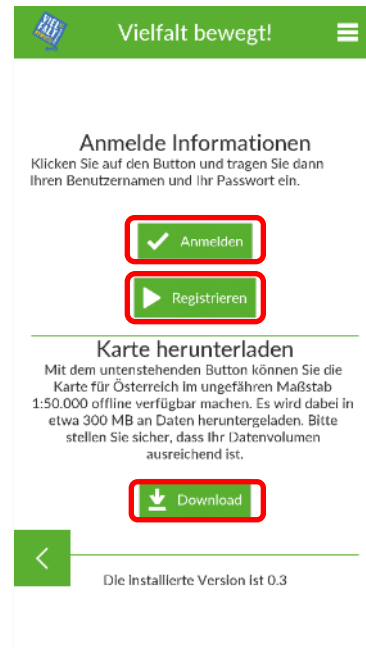 VIEL
FALT
Vielfalt bewegt!
Anmelde Informationen
Klicken Sie auf den Button und tragen Sie dann
Ihren Benutzernamen und Ihr Passwort ein.
Anmelden
Registrieren
Karte herunterladen
Mit dem untenstehenden Button können Sie die
Karte für Österreich im ungefähren Maßstab
1:50.000 offline verfügbar machen. Es wird dabei in
etwa 300 MB an Daten heruntergeladen. Bitte
stellen Sie sicher, dass Ihr Datenvolumen
ausreichend ist.
Download
Die installierte Version ist 0.3